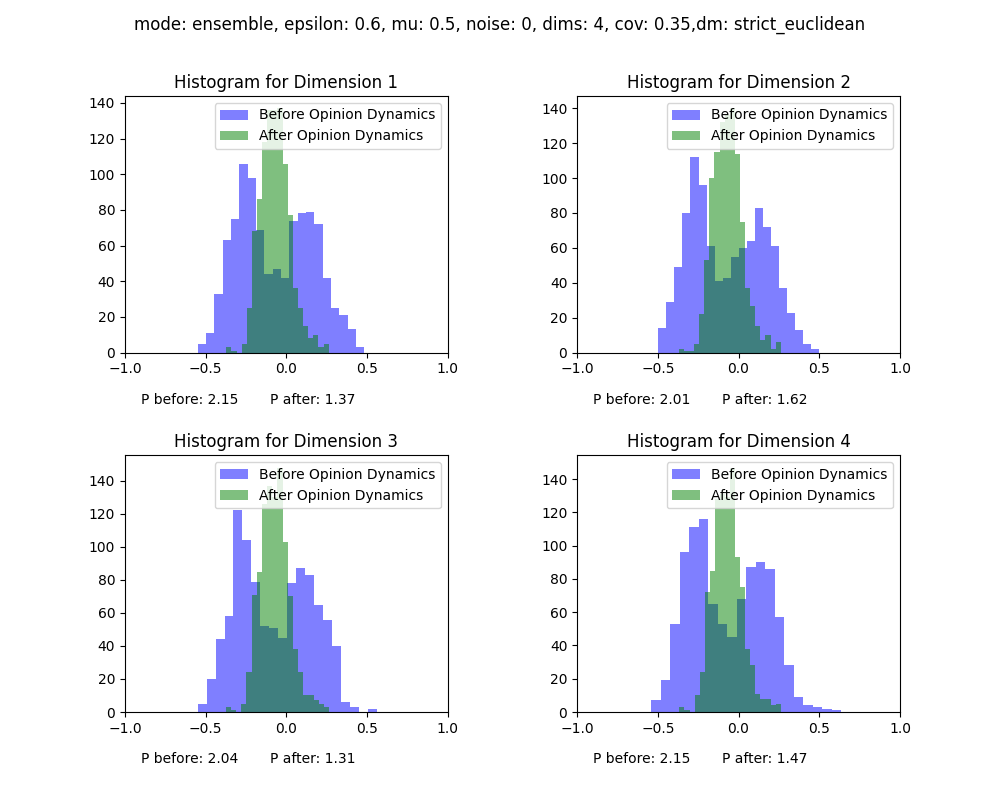 mode: ensemble, epsilon: 0.6, mu: 0.5, noise: 0, dims: 4, cov: 0.35,dm: strict_euclidean
Histogram for Dimension 1
Before Opinion Dynamics
After Opinion Dynamics
140
120
100
80
60
40
20
0
−1.0 −0.5 0.0 0.5 1.0
P before: 2.15 P after: 1.37
Histogram for Dimension 2
Before Opinion Dynamics
After Opinion Dynamics
140
120
100
80
60
40
20
0
−1.0 −0.5 0.0 0.5 1.0
P before: 2.01 P after: 1.62
Histogram for Dimension 3
Before Opinion Dynamics
After Opinion Dynamics
140
120
100
80
60
40
20
0
−1.0 −0.5 0.0 0.5 1.0
P before: 2.04 P after: 1.31
Histogram for Dimension 4
Before Opinion Dynamics
After Opinion Dynamics
140
120
100
80
60
40
20
0
−1.0 −0.5 0.0 0.5 1.0
P before: 2.15 P after: 1.47